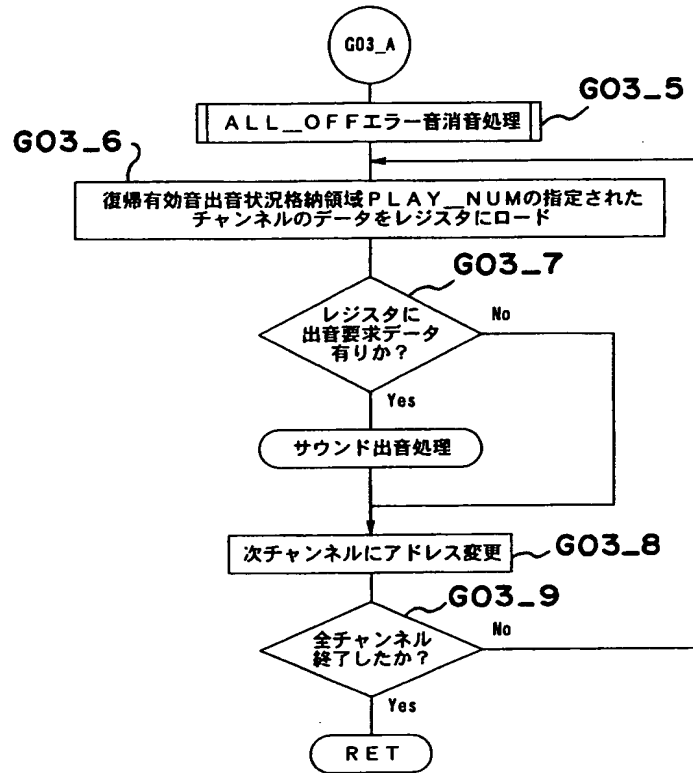 G03_A
G03_5
ALL_OFFエラー音消音処理
G03_6
復帰有効音出音状況格納領域PLAY_NUMの指定された
チャンネルのデータをレジスタにロード
G03_7
レジスタに
出音要求データ
有りか?
No
Yes
サウンド出音処理
次チャンネルにアドレス変更
G03_8
G03_9
全チャンネル
終了したか?
No
Yes
RET